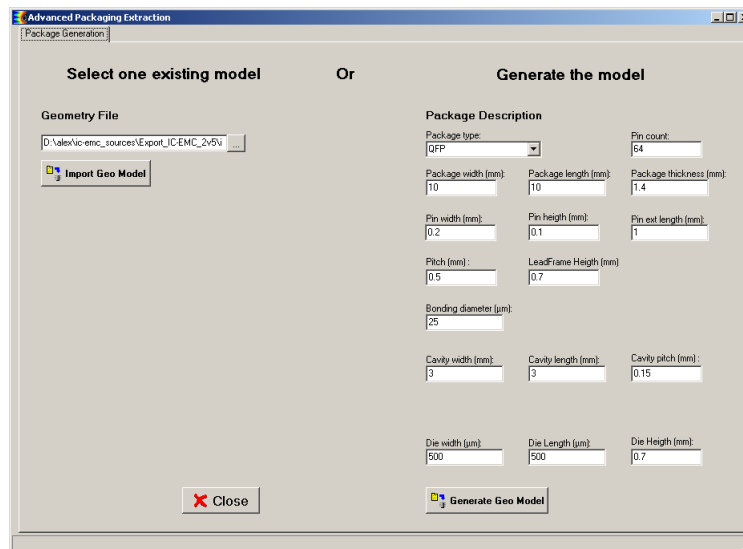 Advanced Packaging Extraction
Package Generation
Select one existing model Or Generate the model
Geometry File
D:\alex\ic-emc_sources\Export_IC-EMC_2v5\i ...
Import Geo Model
Package Description
Package type: Pin count:
QFP 64
Package width (mm): Package length (mm): Package thickness (mm):
10 10 1.4
Pin width (mm): Pin heigth (mm): Pin ext length (mm):
0.2 0.1 1
Pitch (mm) : LeadFrame Heigth (mm)
0.5 0.7
Bonding diameter (µm):
25
Cavity width (mm): Cavity length (mm): Cavity pitch (mm) :
3 3 0.15
Die width (µm): Die Length (µm): Die Heigth (mm):
500 500 0.7
Close Generate Geo Model